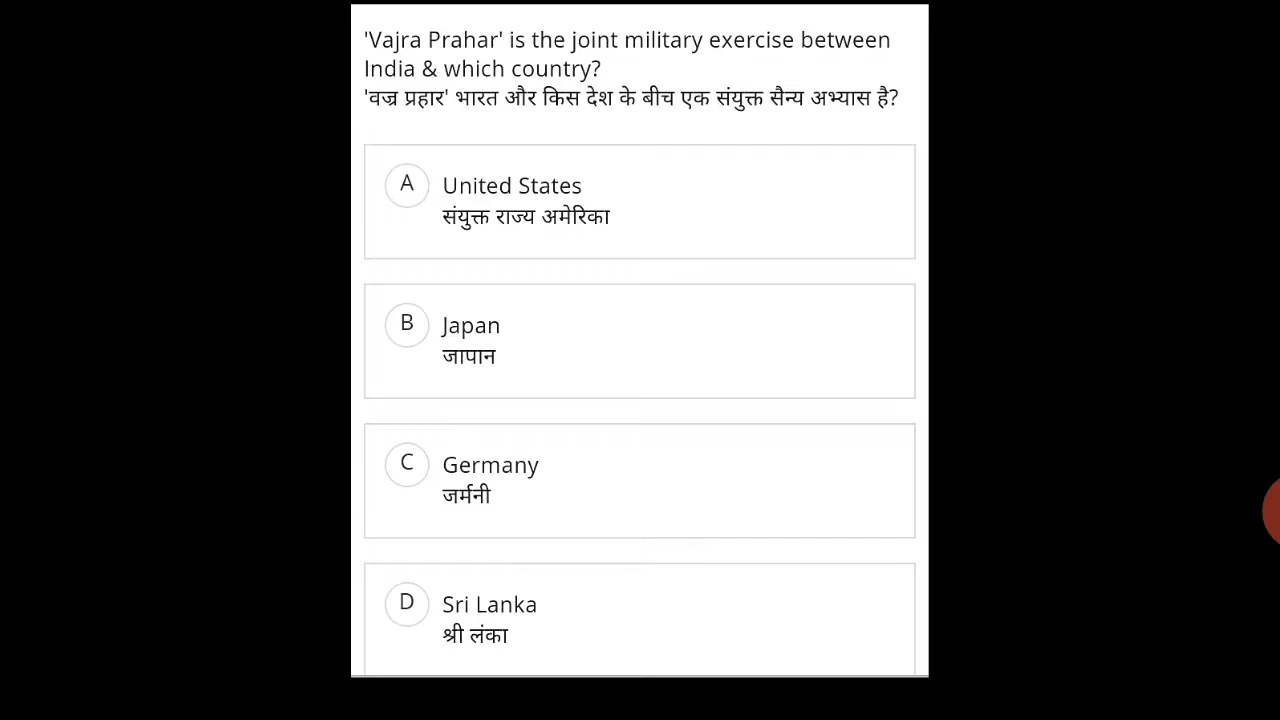 'Vajra Prahar' is the joint military exercise between
India & which country?
'वज्र प्रहार' भारत और किस देश के बीच एक संयुक्त सैन्य अभ्यास है?
A United States
संयुक्त राज्य अमेरिका
B Japan
जापान
C Germany
जर्मनी
D Sri Lanka
श्री लंका